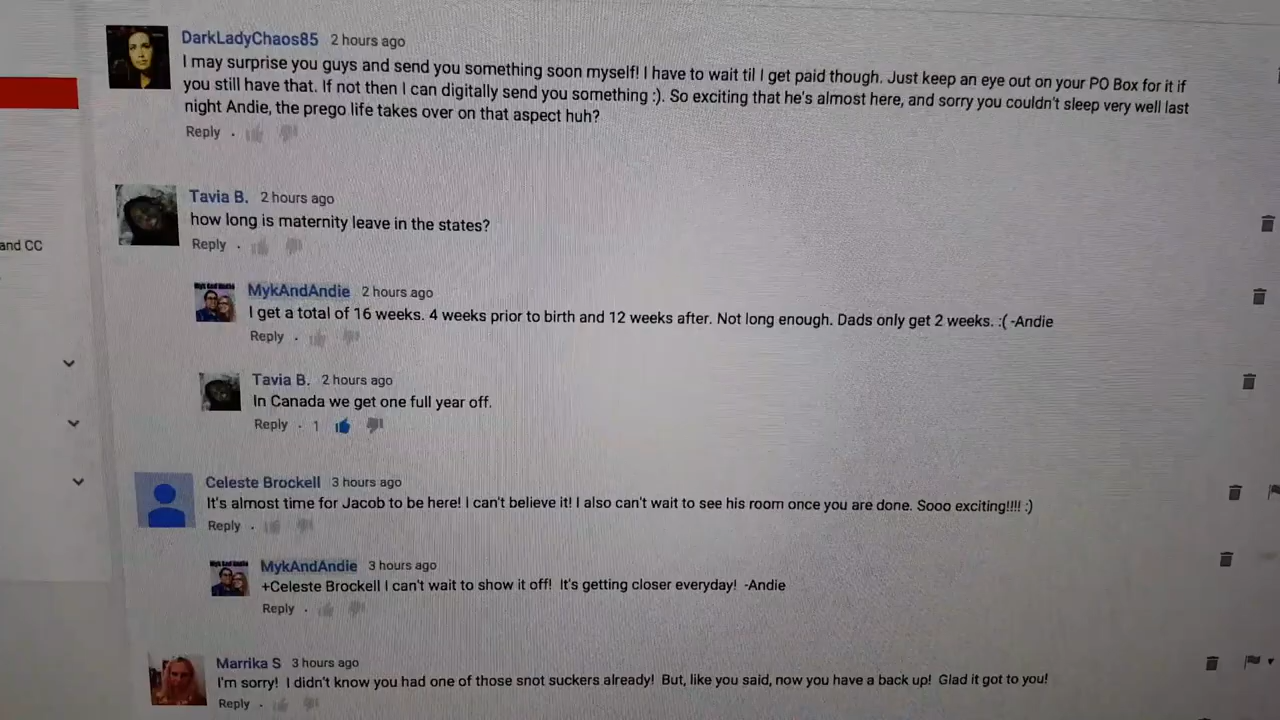 DarkLadyChaos85 2 hours ago
I may surprise you guys and send you something soon myself! I have to wait til I get paid though. Just keep an eye out on your PO Box for it if
you still have that. If not then I can digitally send you something :). So exciting that he's almost here, and sorry you couldn't sleep very well last
night Andie, the prego life takes over on that aspect huh?
Reply .
Tavia B. 2 hours ago
how long is maternity leave in the states?
and CC
Reply .
MykAndAndie 2 hours ago
I get a total of 16 weeks. 4 weeks prior to birth and 12 weeks after. Not long enough. Dads only get 2 weeks. :( -Andie
Reply .
Tavia B. 2 hours ago
In Canada we get one full year off.
Reply . 1
Celeste Brockell 3 hours ago
It's almost time for Jacob to be here! I can't believe it! I also can't wait to see his room once you are done. Sooo exciting!!!! :)
Reply .
MykAndAndie 3 hours ago
+Celeste Brockell I can't wait to show it off! It's getting closer everyday! -Andie
Reply .
Marrika S 3 hours ago
I'm sorry! I didn't know you had one of those snot suckers already! But, like you said, now you have a back up! Glad it got to you!
Reply .